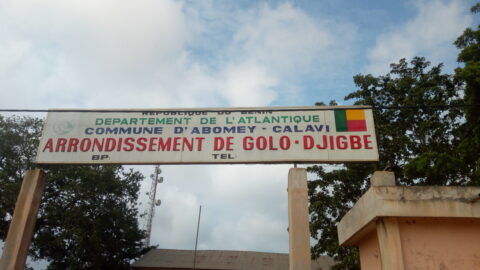 REPUBLIQUE DU BENIN
DEPARTEMENT DE L'ATLANTIQUE
COMMUNE D'ABOMEY - CALAVI
ARRONDISSEMENT DE GOLO - DJIGBE
BP TEL